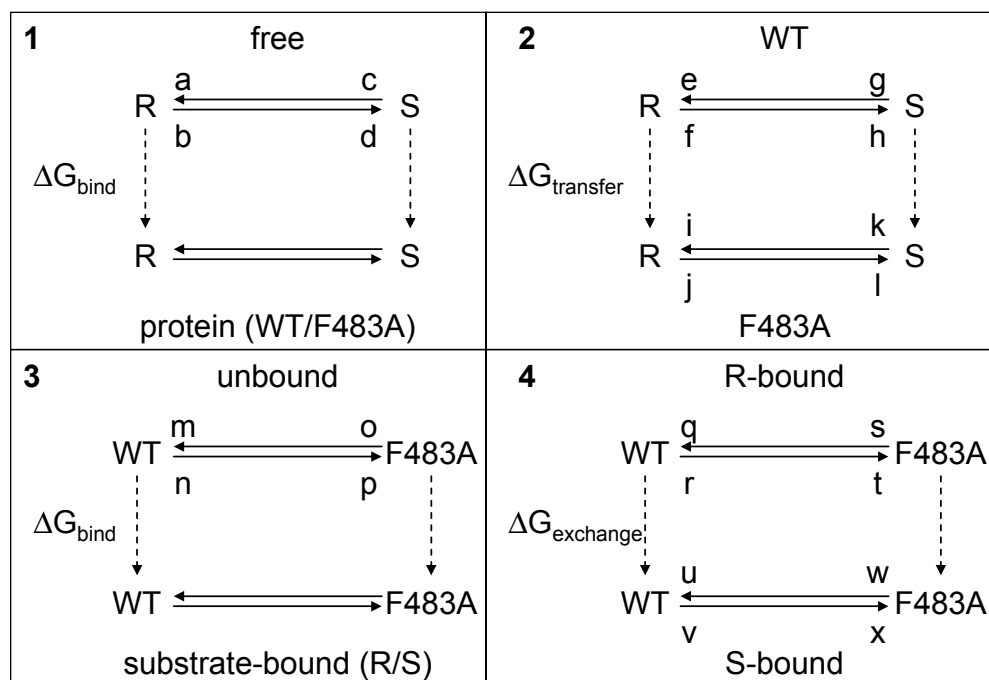 1 free
a c
R S
b d
ΔGbind
R S
protein (WT/F483A)
2 WT
e g
R S
f h
ΔGtransfer
i k
R S
j l
F483A
3 unbound
m o
WT F483A
n p
ΔGbind
WT F483A
substrate-bound (R/S)
4 R-bound
q s
WT F483A
r t
ΔGexchange
u w
WT F483A
v x
S-bound